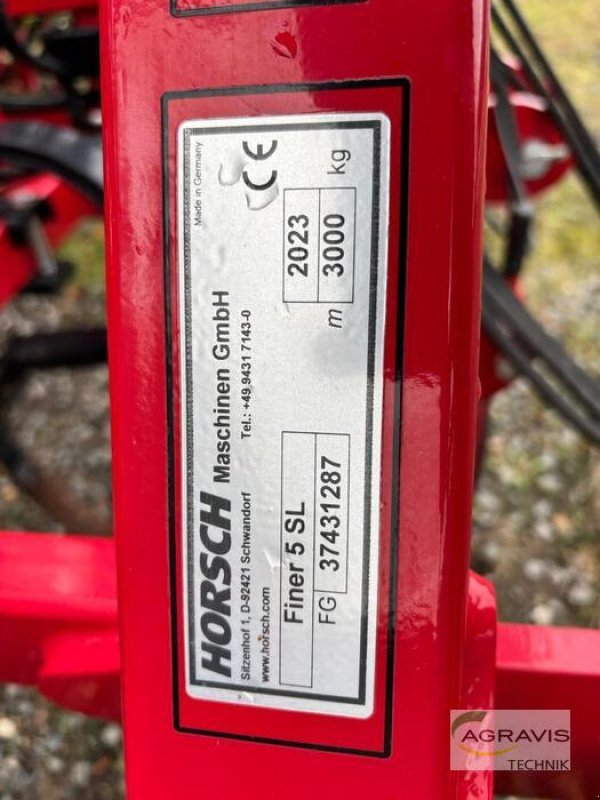 HORSCH Maschinen GmbH
Made in Germany
CE
Sitzenhof 1, D-92421 Schwandorf
Tel.: +49 9431 7143-0
www.horsch.com
Finer 5 SL
2023
FG 37431287
m 3000 kg
AGRAVIS
TECHNIK